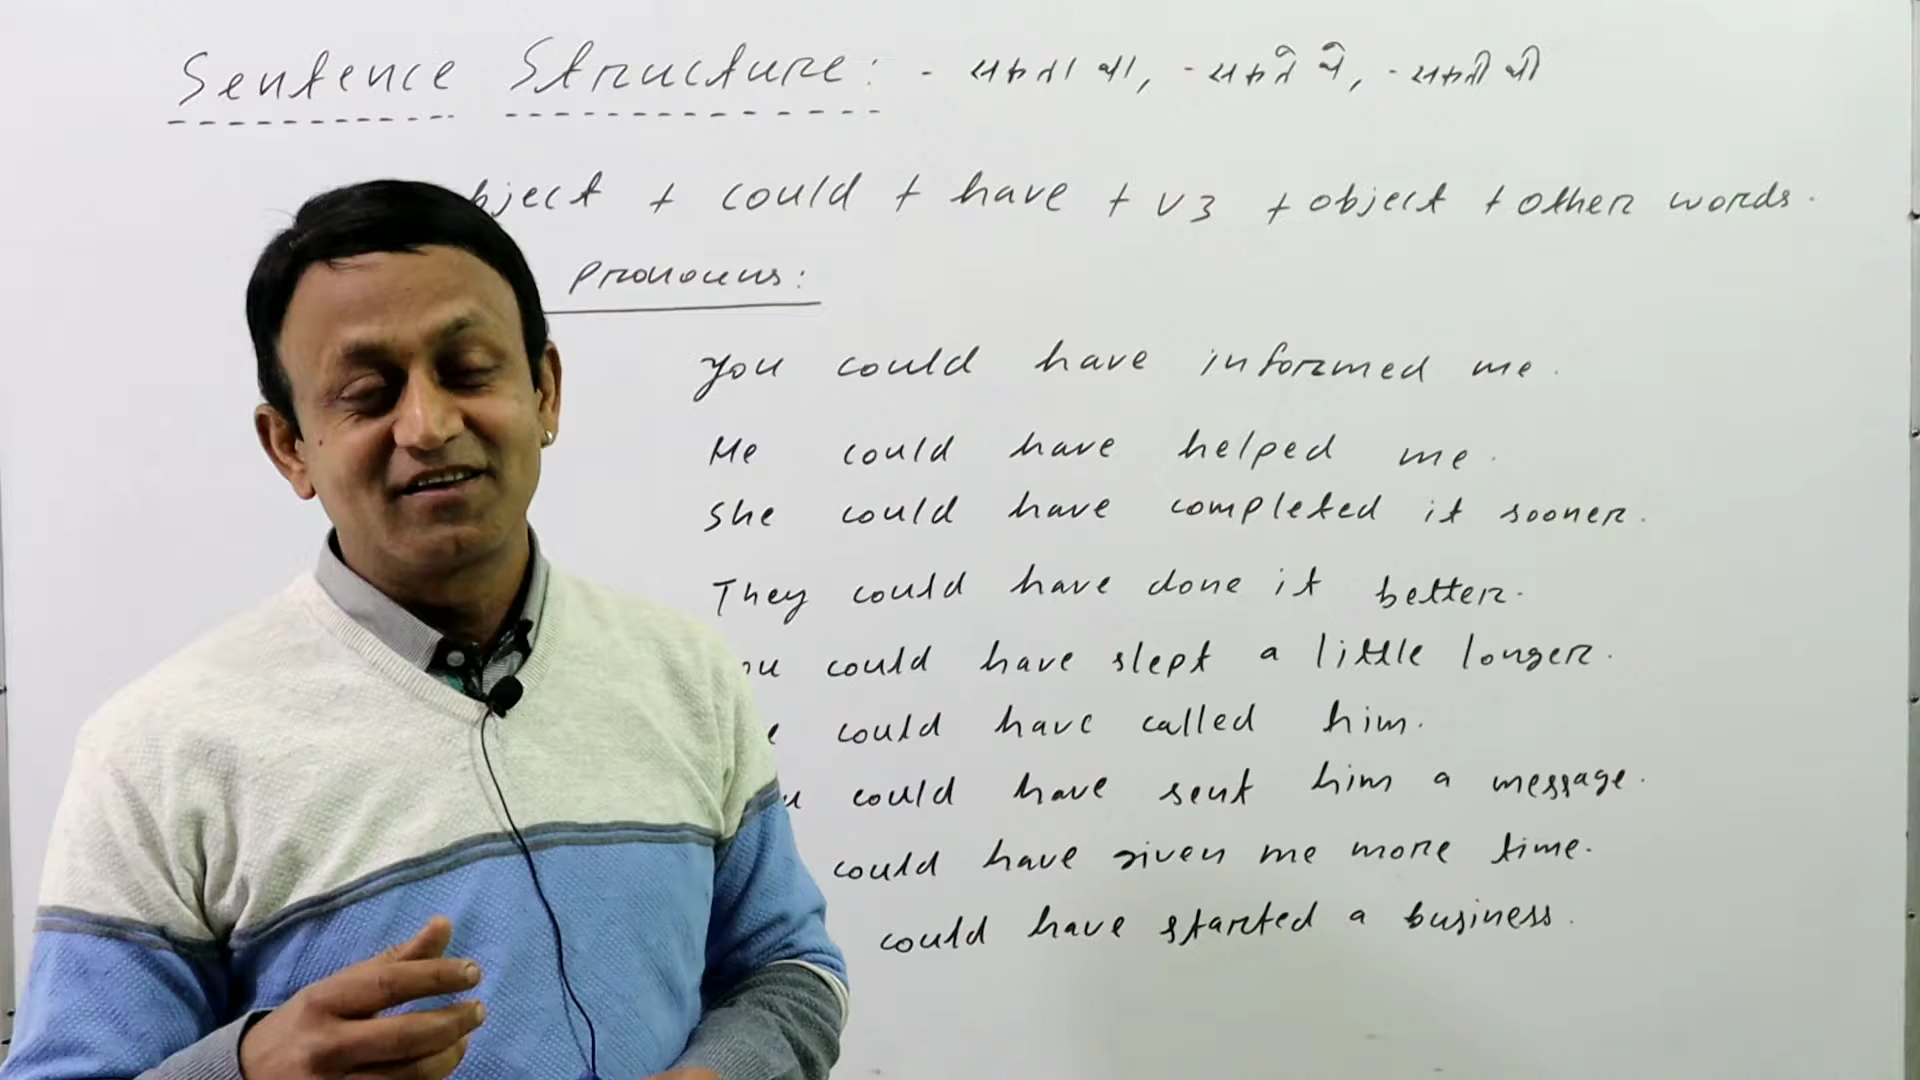 Sentence Structure: - सकता था, - सकते थे, - सकती थी
bject + could + have + v3 + object + other words.
Pronouns:
You could have informed me.
He could have helped me.
She could have completed it sooner.
They could have done it better.
ou could have slept a little longer.
e could have called him.
u could have sent him a message.
could have given me more time.
could have started a business.